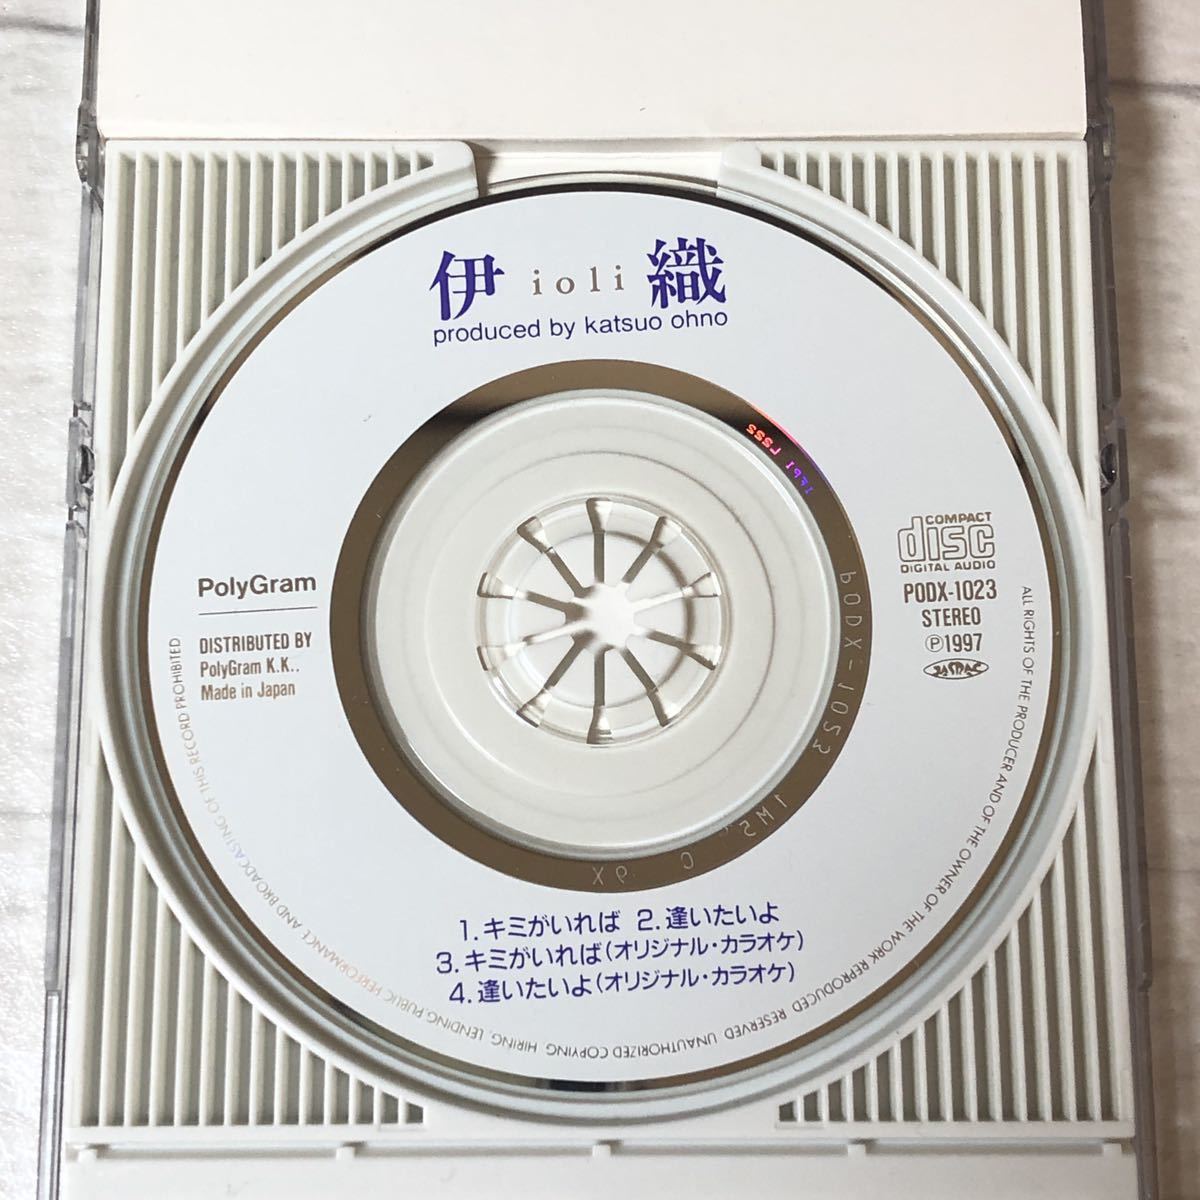 伊 ioli 織
produced by katsuo ohno
COMPACT
disc
DIGITAL AUDIO
PODX-1023
STEREO
Ⓟ1997
JASRAC
PolyGram
DISTRIBUTED BY
PolyGram K.K..
Made in Japan
PODX-1023
1. キミがいれば 2. 逢いたいよ
3. キミがいれば(オリジナル・カラオケ)
4. 逢いたいよ(オリジナル・カラオケ)
ALL RIGHTS OF THE PRODUCER AND OF THE OWNER OF THE WORK REPRODUCED RESERVED UNAUTHORIZED COPYING, HIRING, LENDING, PUBLIC PERFORMANCE AND BROADCASTING OF THIS RECORD PROHIBITED